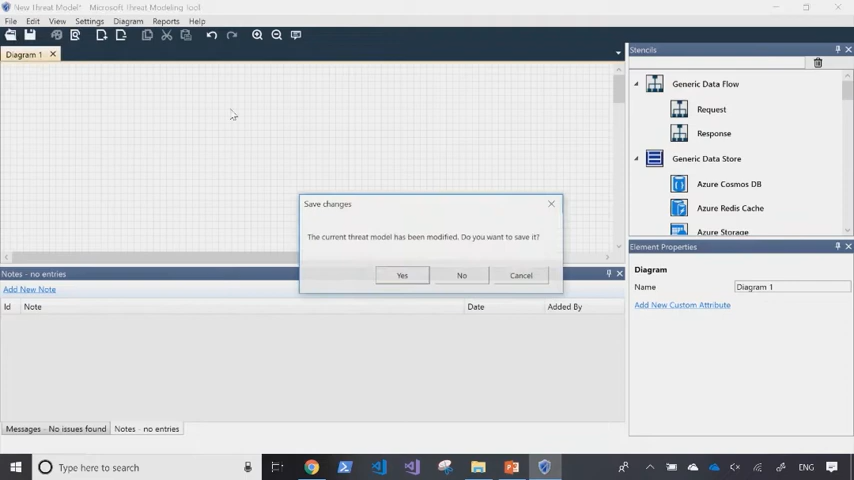 New Threat Model* - Microsoft Threat Modeling Tool
File Edit View Settings Diagram Reports Help
Diagram 1
Stencils
Generic Data Flow
Request
Response
Generic Data Store
Azure Cosmos DB
Azure Redis Cache
Azure Storage
Save changes
The current threat model has been modified. Do you want to save it?
Yes No Cancel
Element Properties
Diagram
Name Diagram 1
Add New Custom Attribute
Notes - no entries
Add New Note
Id Note Date Added By
Messages - No issues found Notes - no entries
Type here to search
ENG